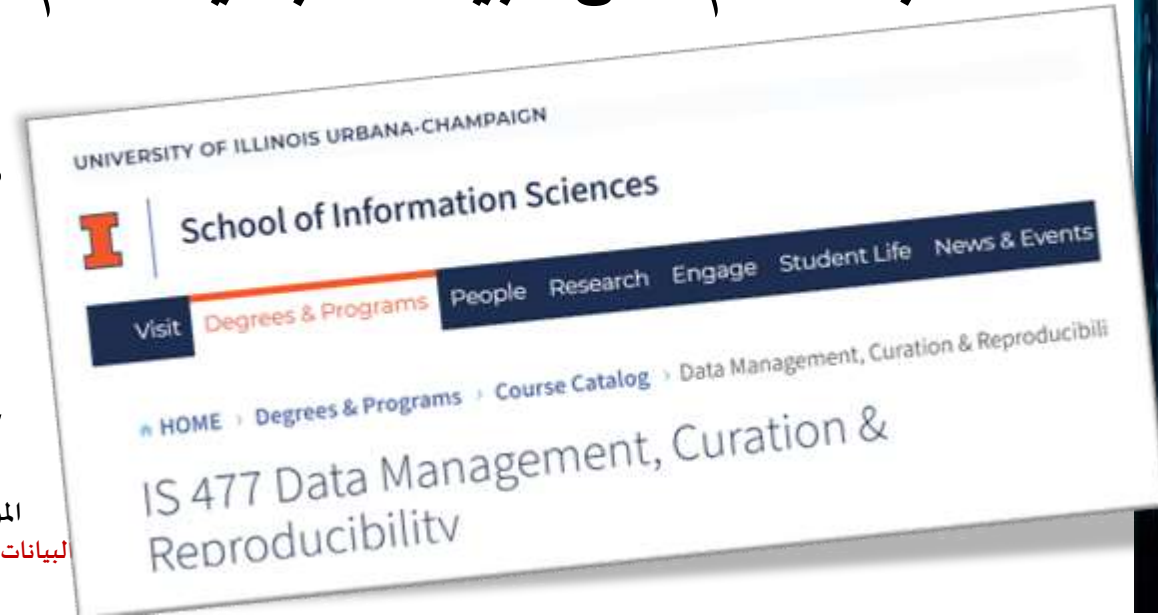 UNIVERSITY OF ILLINOIS URBANA-CHAMPAIGN
I
School of Information Sciences
Visit Degrees & Programs People Research Engage Student Life News & Events
HOME › Degrees & Programs › Course Catalog › Data Management, Curation & Reproducibili
IS 477 Data Management, Curation &
Reproducibility
البيانات